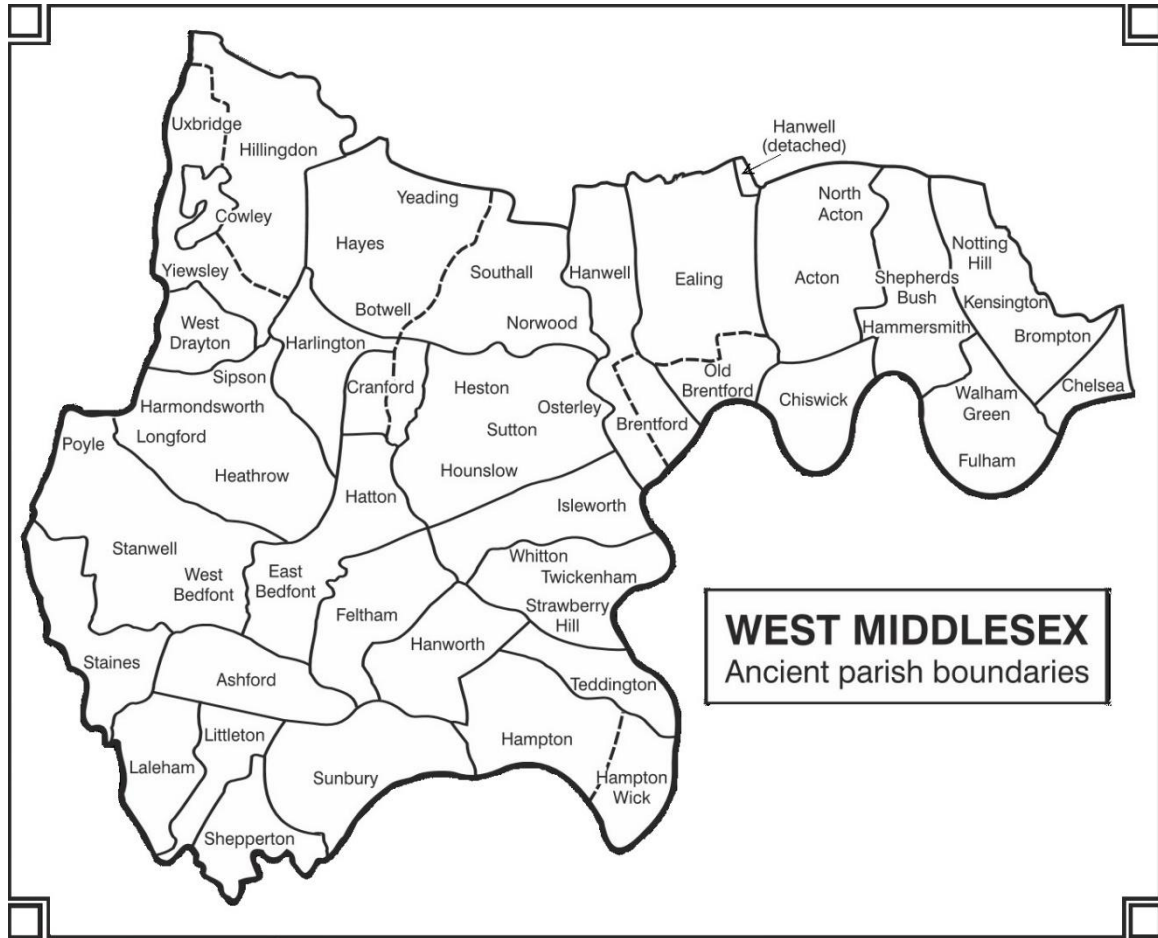 Hanwell
(detached)
Uxbridge
Hillingdon
Yeading
North
Acton
Cowley
Hayes
Notting
Hill
Yiewsley
Southall
Hanwell
Ealing
Acton
Shepherds
Bush
Kensington
Botwell
West
Drayton
Norwood
Hammersmith
Brompton
Harlington
Sipson
Cranford
Heston
Old
Brentford
Chelsea
Harmondsworth
Osterley
Chiswick
Walham
Green
Poyle
Longford
Sutton
Brentford
Heathrow
Hounslow
Fulham
Hatton
Isleworth
Stanwell
Whitton
West
Bedfont
East
Bedfont
Twickenham
Feltham
Strawberry
Hill
WEST MIDDLESEX
Ancient parish boundaries
Hanworth
Staines
Ashford
Teddington
Littleton
Hampton
Laleham
Sunbury
Hampton
Wick
Shepperton